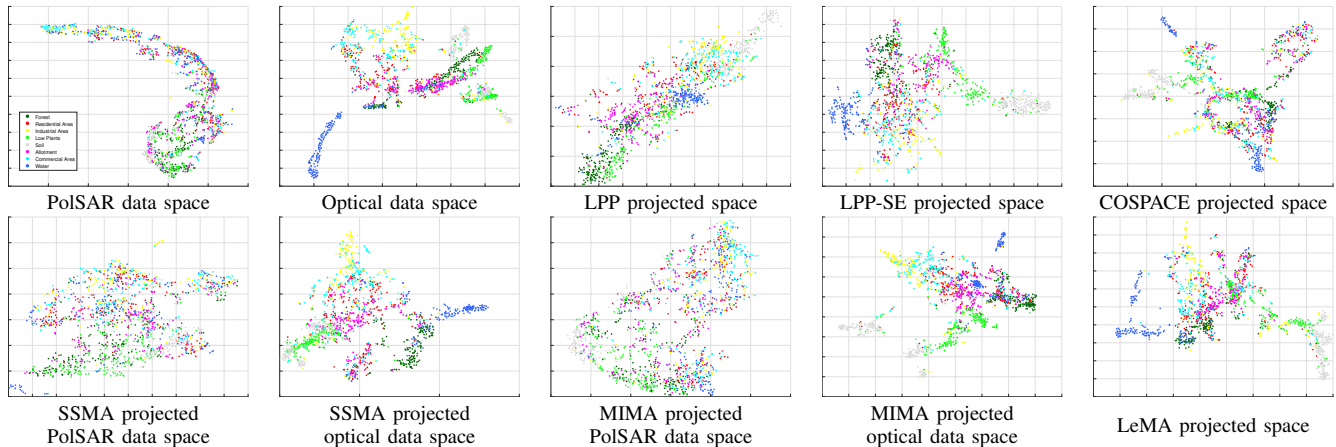 Forest
Residential Area
Industrial Area
Low Plants
Soil
Allotment
Commercial Area
Water
PolSAR data space
Optical data space
LPP projected space
LPP-SE projected space
COSPACE projected space
SSMA projected
PolSAR data space
SSMA projected
optical data space
MIMA projected
PolSAR data space
MIMA projected
optical data space
LeMA projected space